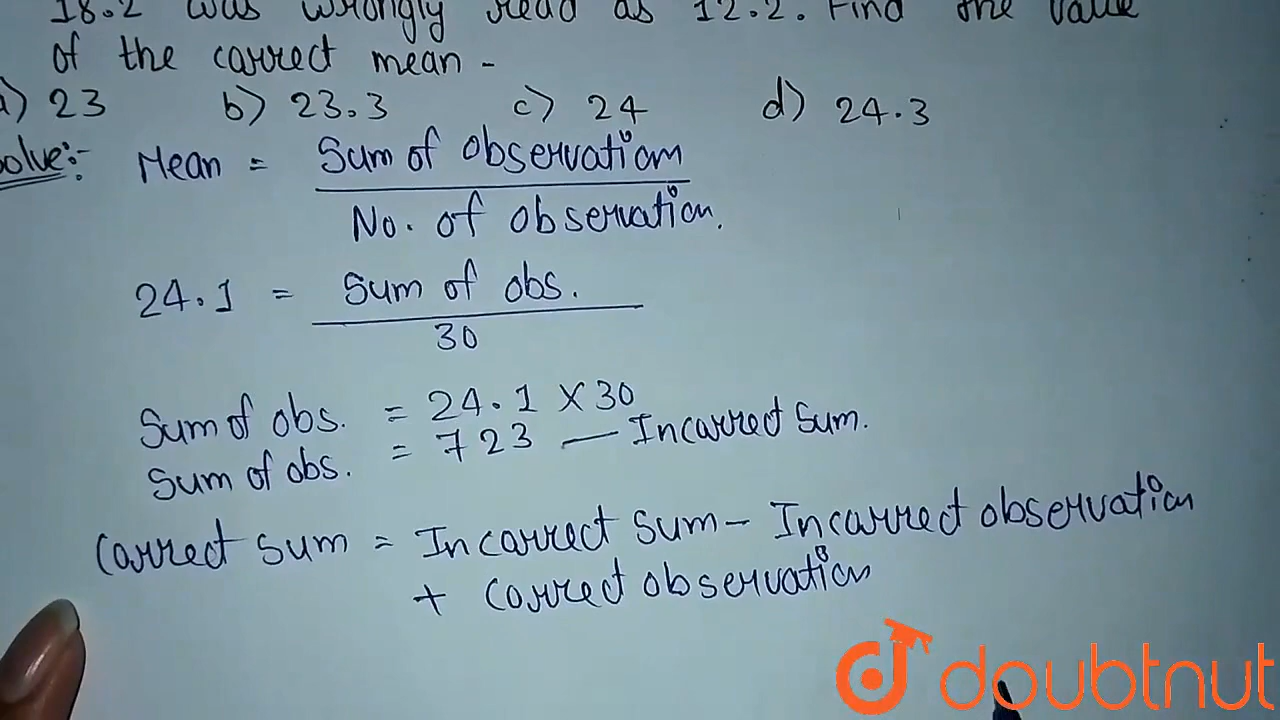 18.2 was wrongly read as 12.2. Find the value
of the correct mean -
a) 23 b) 23.3 c) 24 d) 24.3
Solve:- Mean = Sum of observation
No. of observation.
24.1 = Sum of obs.
30
Sum of obs. = 24.1 × 30
Sum of obs. = 723 — Incorrect Sum.
Correct Sum = Incorrect Sum - Incorrect observation
+ Correct observation
doubtnut